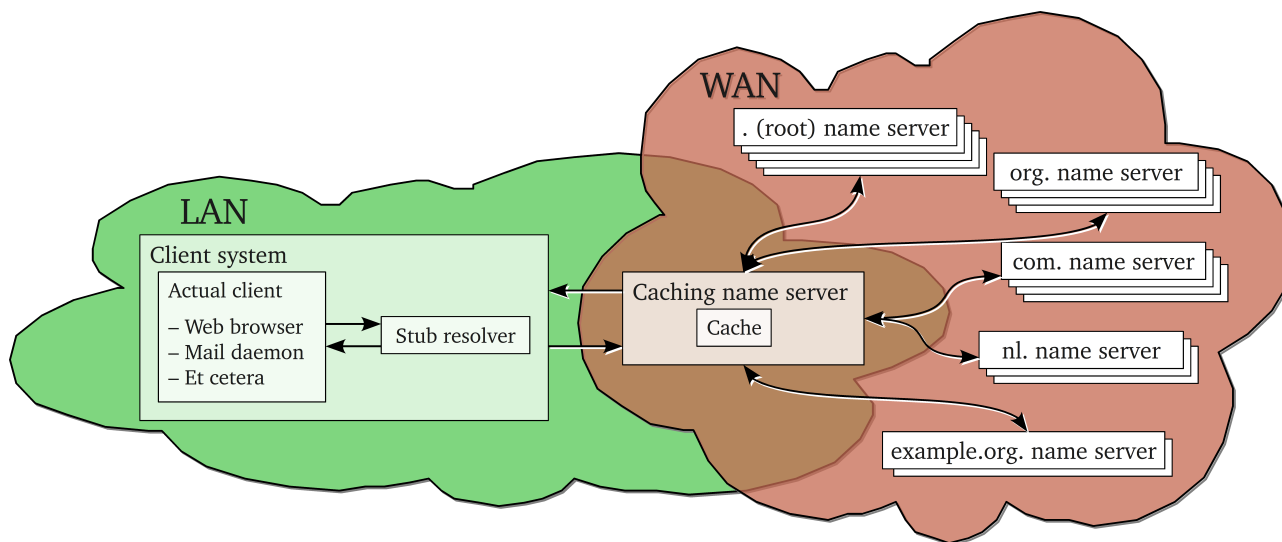 LAN
Client system
Actual client
– Web browser
– Mail daemon
– Et cetera
Stub resolver
WAN
Caching name server
Cache
. (root) name server
org. name server
com. name server
nl. name server
example.org. name server